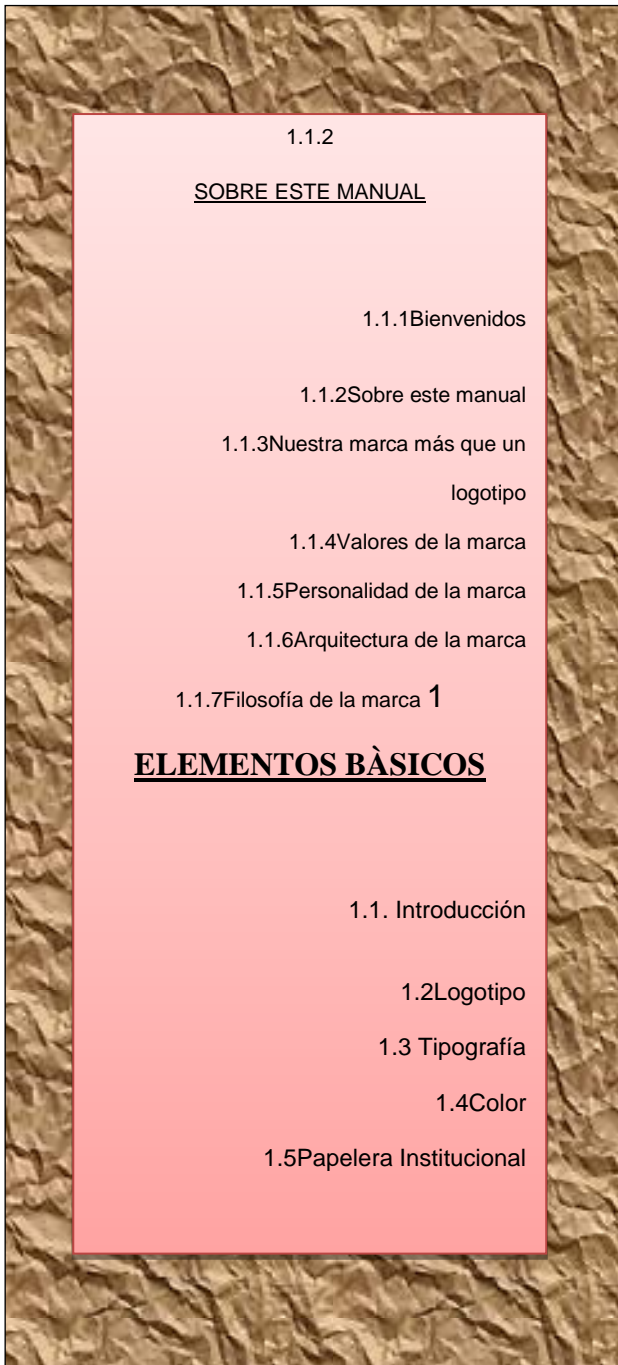 1.1.2
SOBRE ESTE MANUAL
1.1.1Bienvenidos
1.1.2Sobre este manual
1.1.3Nuestra marca más que un
logotipo
1.1.4Valores de la marca
1.1.5Personalidad de la marca
1.1.6Arquitectura de la marca
1.1.7Filosofía de la marca 1
ELEMENTOS BÀSICOS
1.1. Introducción
1.2Logotipo
1.3 Tipografía
1.4Color
1.5Papelera Institucional